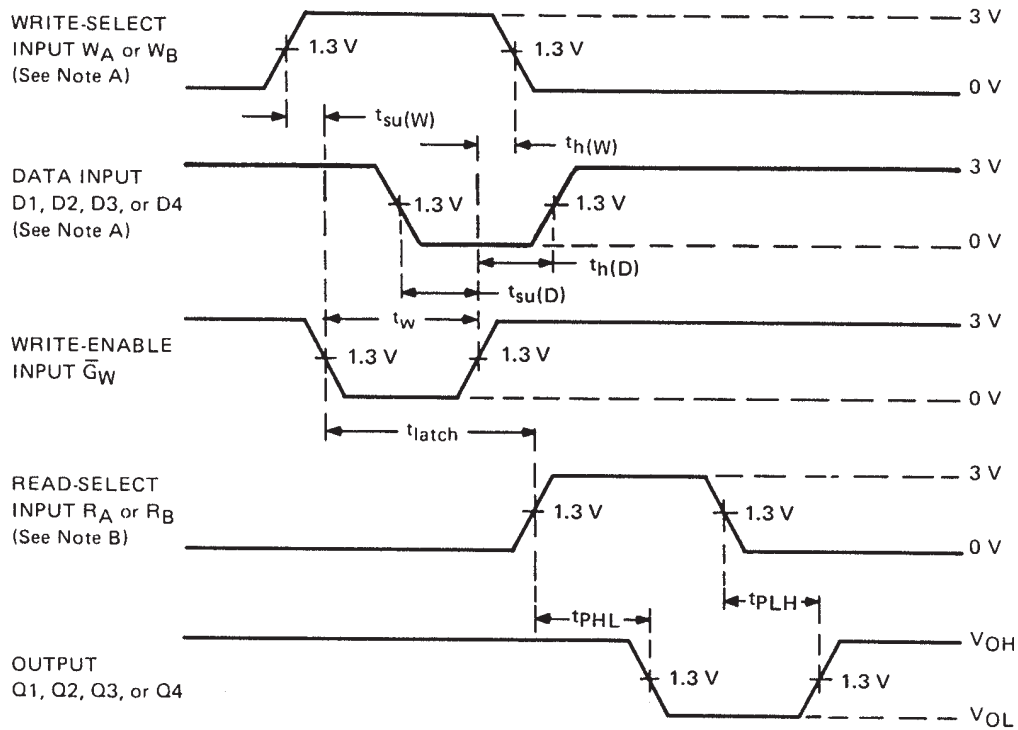 WRITE-SELECT
INPUT WA or WB
(See Note A)
1.3 V
1.3 V
3 V
0 V
tsu(W)
th(W)
DATA INPUT
D1, D2, D3, or D4
(See Note A)
1.3 V
1.3 V
3 V
0 V
th(D)
tsu(D)
WRITE-ENABLE
INPUT G̅W
tw
1.3 V
1.3 V
3 V
0 V
tlatch
READ-SELECT
INPUT RA or RB
(See Note B)
1.3 V
1.3 V
3 V
0 V
tPHL
tPLH
OUTPUT
Q1, Q2, Q3, or Q4
1.3 V
1.3 V
VOH
VOL